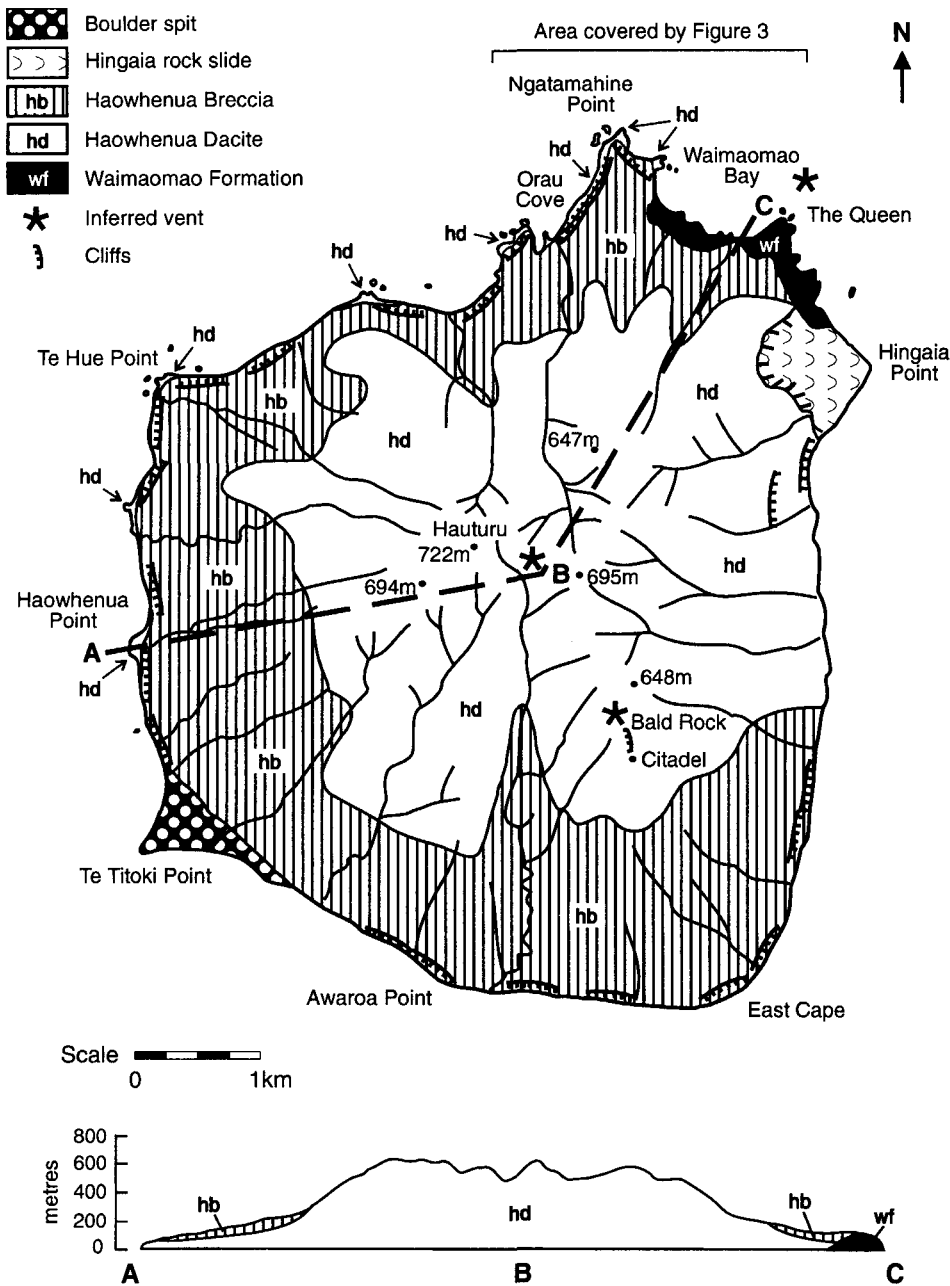 Boulder spit
Hingaia rock slide
hb Haowhenua Breccia
hd Haowhenua Dacite
wf Waimaomao Formation
Inferred vent
Cliffs
Area covered by Figure 3
N
Ngatamahine
Point
hd
hd
Orau
Cove
Waimaomao
Bay
C
The Queen
hd
hb
wf
hd
Te Hue Point
hd
hb
hd
hd
Hingaia
Point
647m
hd
Hauturu
722m
B
695m
hd
694m
hb
Haowhenua
Point
A
hd
648m
hd
Bald Rock
Citadel
hb
Te Titoki Point
hb
Awaroa Point
East Cape
Scale
0 1km
metres
800
600
400
200
0
hb
hd
hb
wf
A B C